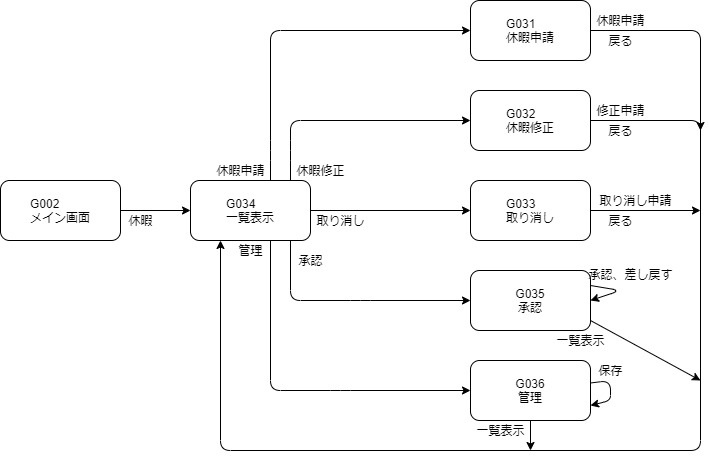 G031
休暇申請
休暇申請
戻る
G032
休暇修正
修正申請
戻る
休暇申請
休暇修正
G002
メイン画面
休暇
G034
一覧表示
取り消し
G033
取り消し
取り消し申請
戻る
管理
承認
G035
承認
承認、差し戻す
一覧表示
G036
管理
保存
一覧表示